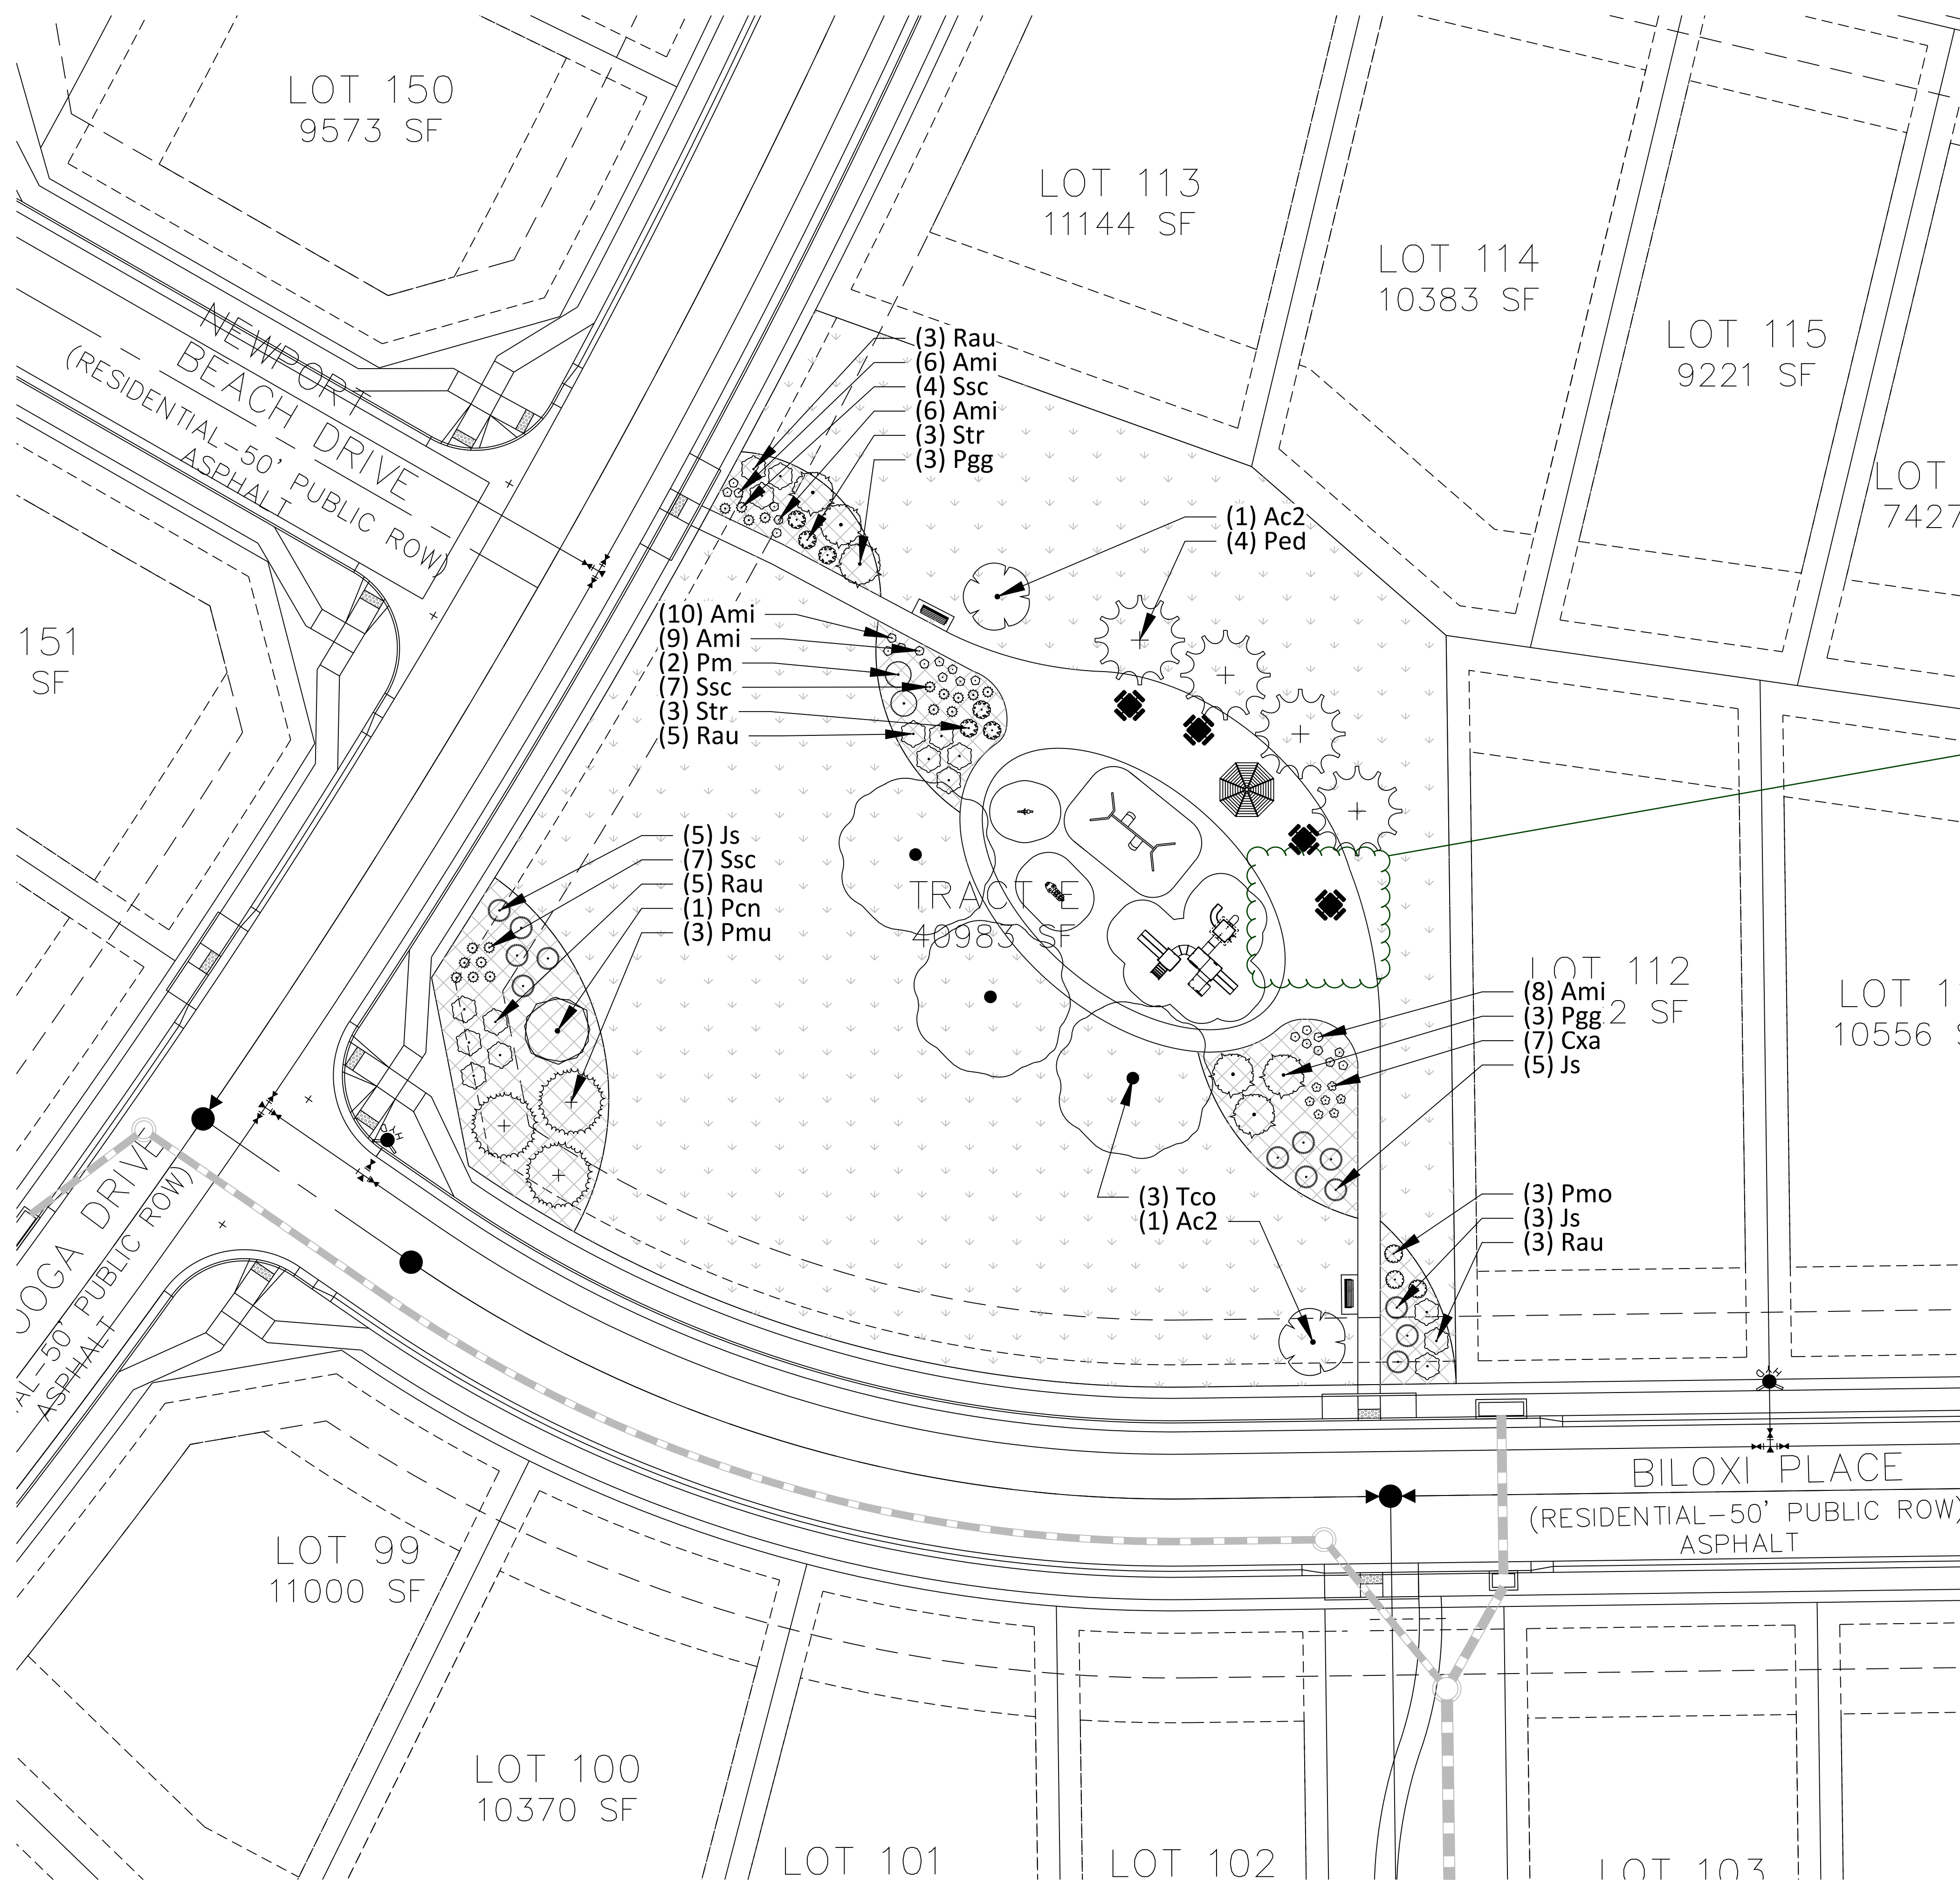 LOT 150
9573 SF
LOT 113
11144 SF
LOT 114
10383 SF
LOT 115
9221 SF
LOT
7427
NEWPORT
BEACH DRIVE
(RESIDENTIAL-50' PUBLIC ROW)
ASPHALT
151
SF
(3) Rau
(6) Ami
(4) Ssc
(6) Ami
(3) Str
(3) Pgg
(1) Ac2
(4) Ped
(10) Ami
(9) Ami
(2) Pm
(7) Ssc
(3) Str
(5) Rau
(5) Js
(7) Ssc
(5) Rau
(1) Pcn
(3) Pmu
TRACT E
40983 SF
LOT 112
2 SF
LOT 1
10556 S
(8) Ami
(3) Pgg
(7) Cxa
(5) Js
(3) Tco
(1) Ac2
(3) Pmo
(3) Js
(3) Rau
OOGA DRIVE
AL-50' PUBLIC ROW)
ASPHALT
BILOXI PLACE
(RESIDENTIAL-50' PUBLIC ROW)
ASPHALT
LOT 99
11000 SF
LOT 100
10370 SF
LOT 101
LOT 102
LOT 103